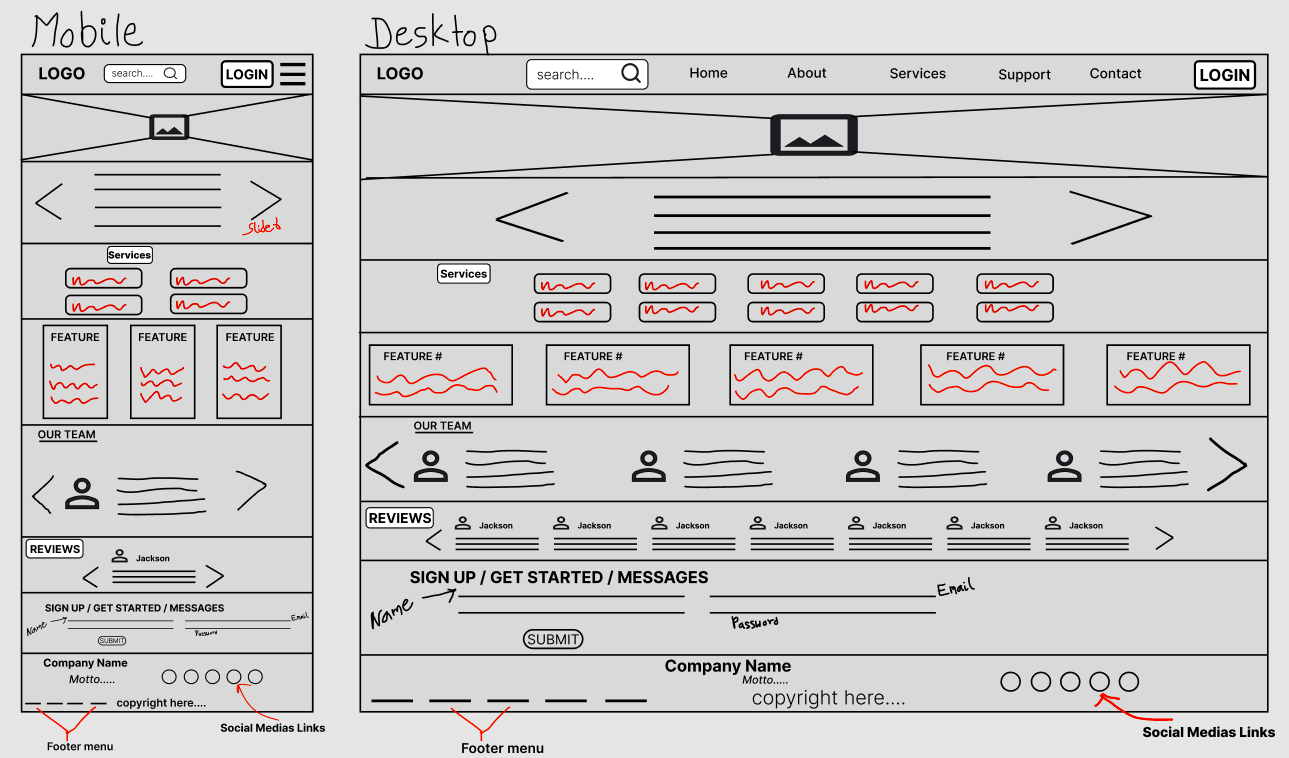 Mobile
LOGO search.... LOGIN
Slider
Services
FEATURE FEATURE FEATURE
OUR TEAM
REVIEWS
Jackson
SIGN UP / GET STARTED / MESSAGES
Name Email
Password
SUBMIT
Company Name
Motto.....
copyright here....
Social Medias Links
Footer menu
Desktop
LOGO search.... Home About Services Support Contact LOGIN
Services
FEATURE # FEATURE # FEATURE # FEATURE # FEATURE #
OUR TEAM
REVIEWS Jackson Jackson Jackson Jackson Jackson Jackson Jackson
SIGN UP / GET STARTED / MESSAGES
Name Email
Password
SUBMIT
Company Name
Motto.....
copyright here....
Social Medias Links
Footer menu